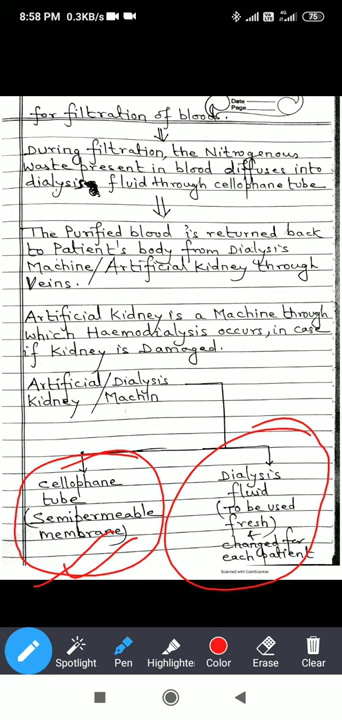 8:58 PM 0.3KB/s
4G
75
Date
Page
for filtration of blood.
During filtration, the Nitrogenous
waste present in blood diffuses into
dialysis fluid through cellophane tube
The Purified blood is returned back
to Patient's body from Dialysis
Machine/Artificial kidney through
Veins.
Artificial Kidney is a Machine through
which Haemodialysis occurs, in case
if Kidney is Damaged.
Artificial/Dialysis
Kidney/Machin
cellophane
tube
(Semipermeable
membrane)
Dialysis
fluid
(To be used
fresh)
changed for
each patient
Scanned with CamScanner
Spotlight
Pen
Highlighter
Color
Erase
Clear